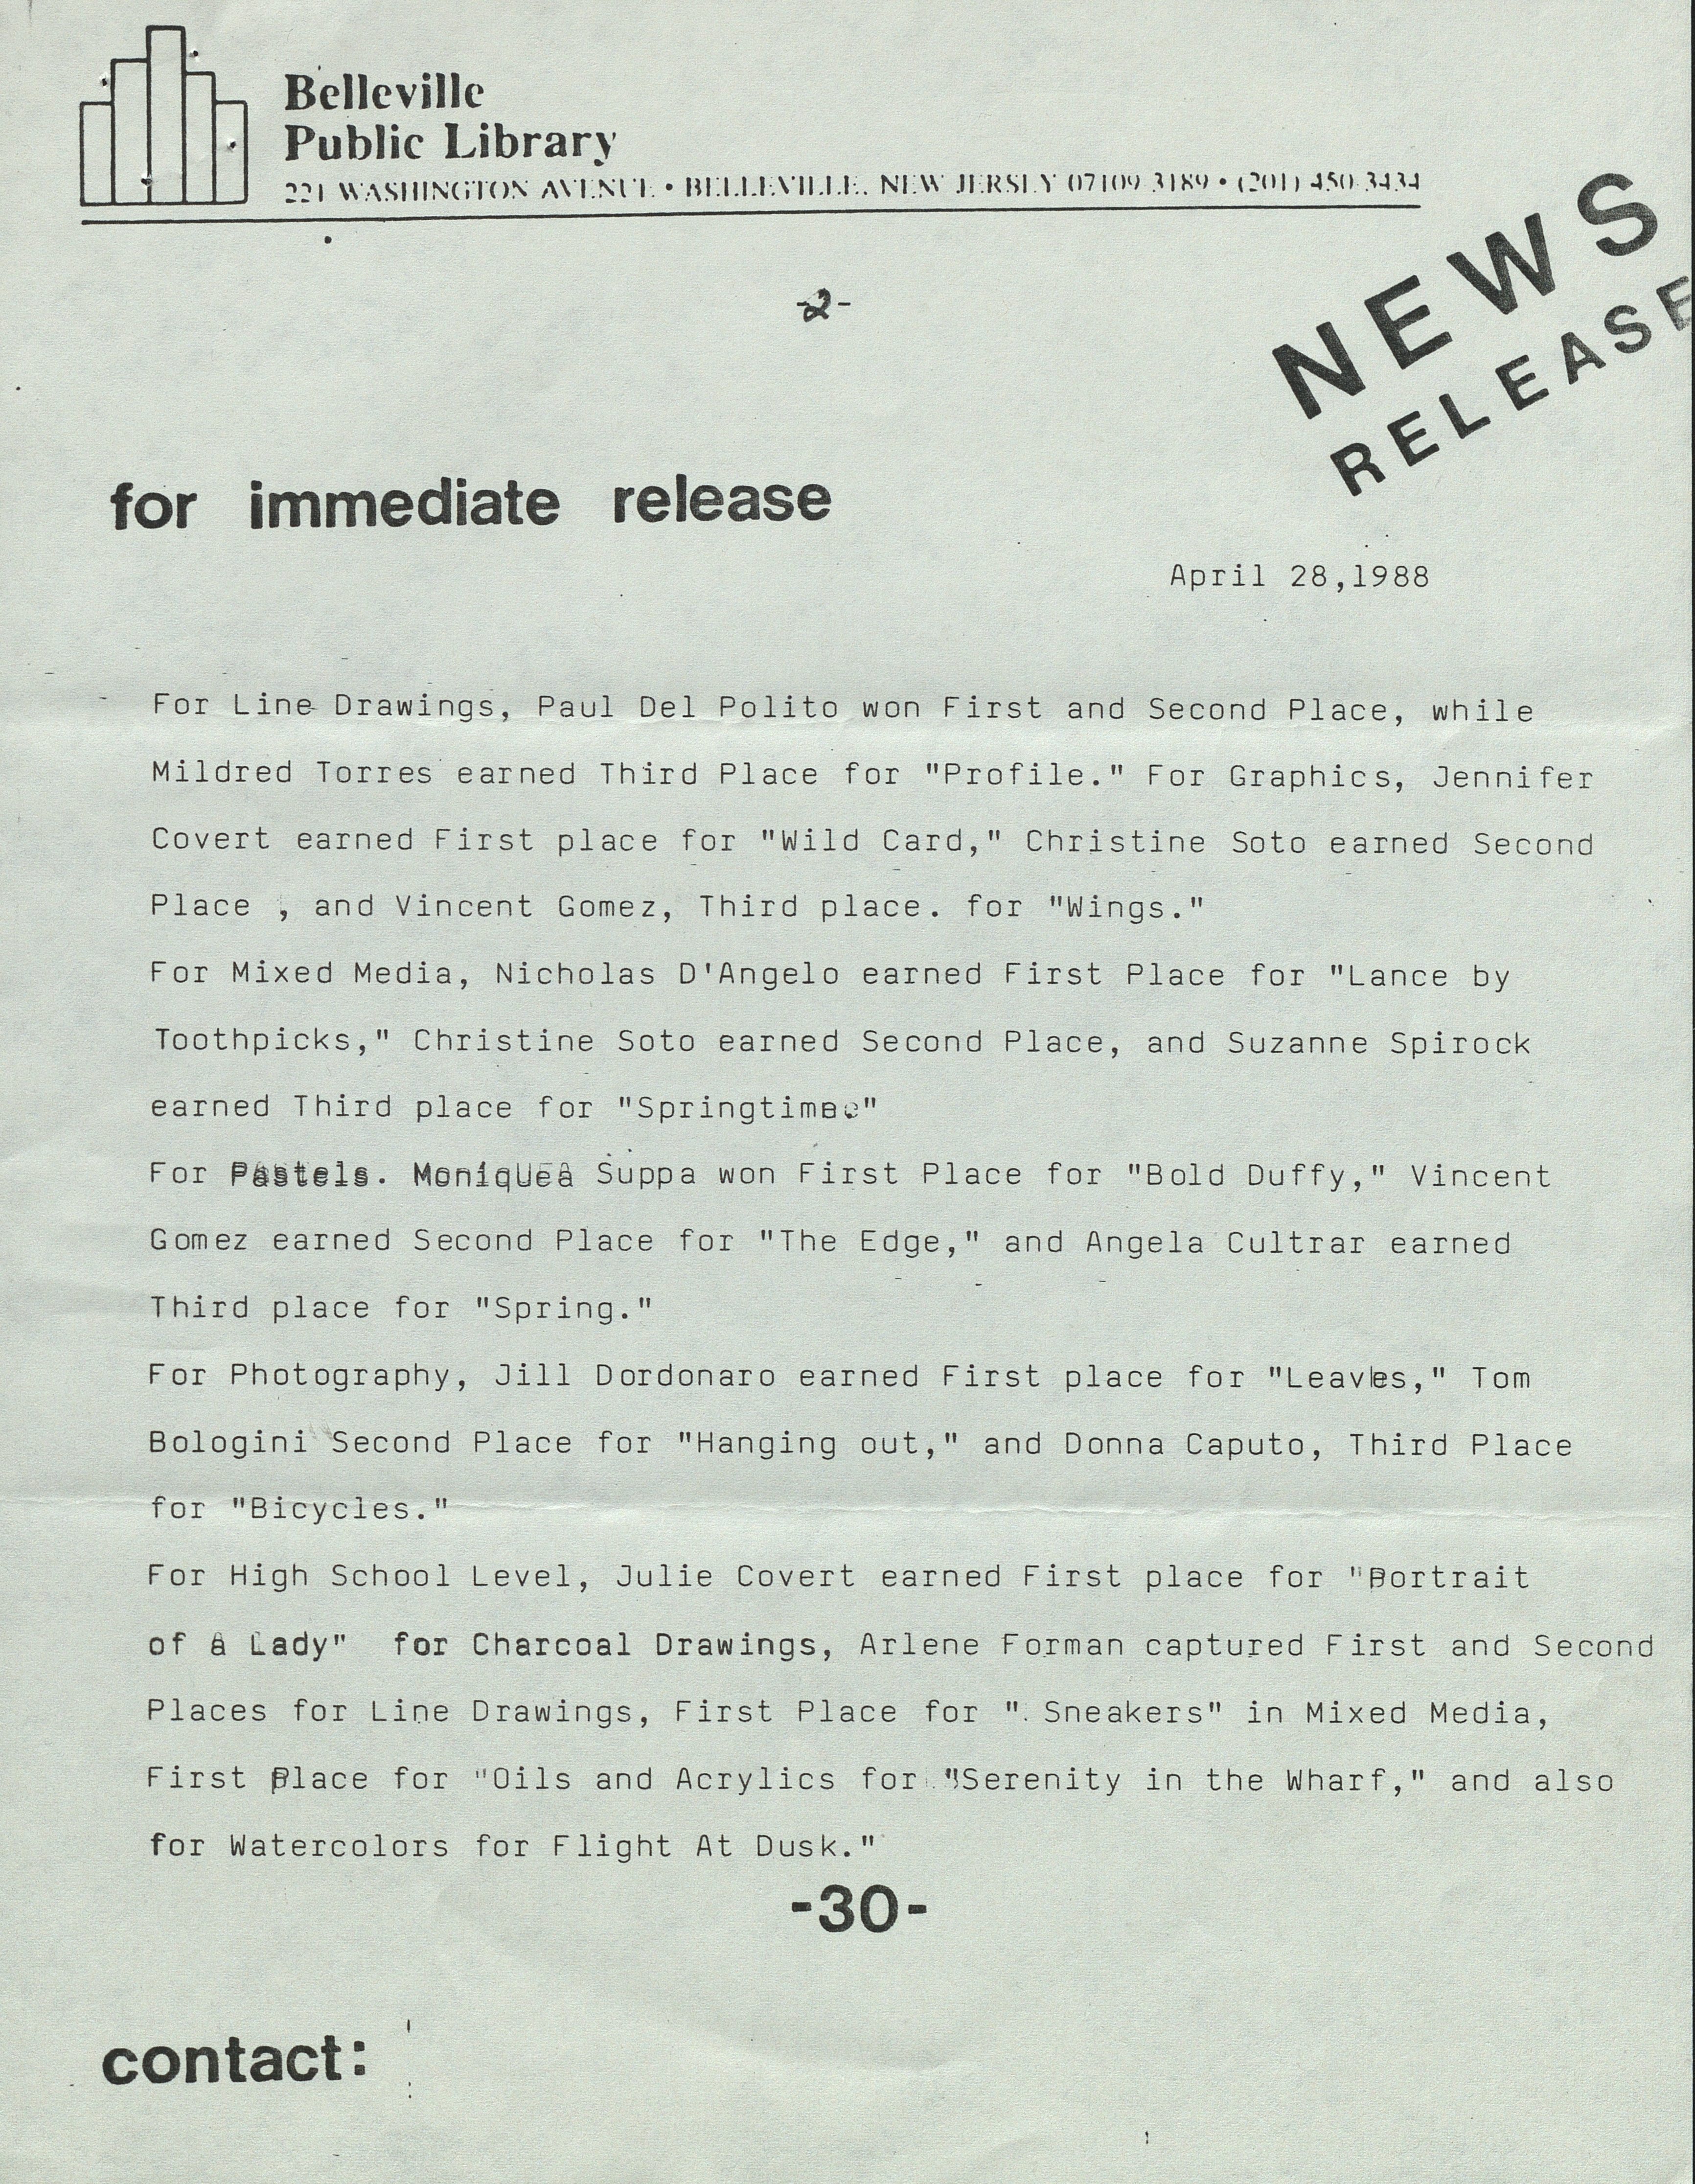 Belleville
Public Library
221 WASHINGTON AVENUE • BELLEVILLE, NEW JERSEY 07109 3189 • (201) 450-3434
-2-
NEWS
RELEASE
for immediate release
April 28,1988
For Line Drawings, Paul Del Polito won First and Second Place, while
Mildred Torres earned Third Place for "Profile." For Graphics, Jennifer
Covert earned First place for "Wild Card," Christine Soto earned Second
Place , and Vincent Gomez, Third place. for "Wings."
For Mixed Media, Nicholas D'Angelo earned First Place for "Lance by
Toothpicks," Christine Soto earned Second Place, and Suzanne Spirock
earned Third place for "Springtime"
For Pastels. Suppa won First Place for "Bold Duffy," Vincent
Gomez earned Second Place for "The Edge," and Angela Cultrar earned
Third place for "Spring."
For Photography, Jill Dordonaro earned First place for "Leaves," Tom
Bologini Second Place for "Hanging out," and Donna Caputo, Third Place
for "Bicycles."
For High School Level, Julie Covert earned First place for "Portrait
of a Lady" for Charcoal Drawings, Arlene Forman captured First and Second
Places for Line Drawings, First Place for ". Sneakers" in Mixed Media,
First Place for "Oils and Acrylics for "Serenity in the Wharf," and also
for Watercolors for Flight At Dusk."
-30-
contact: